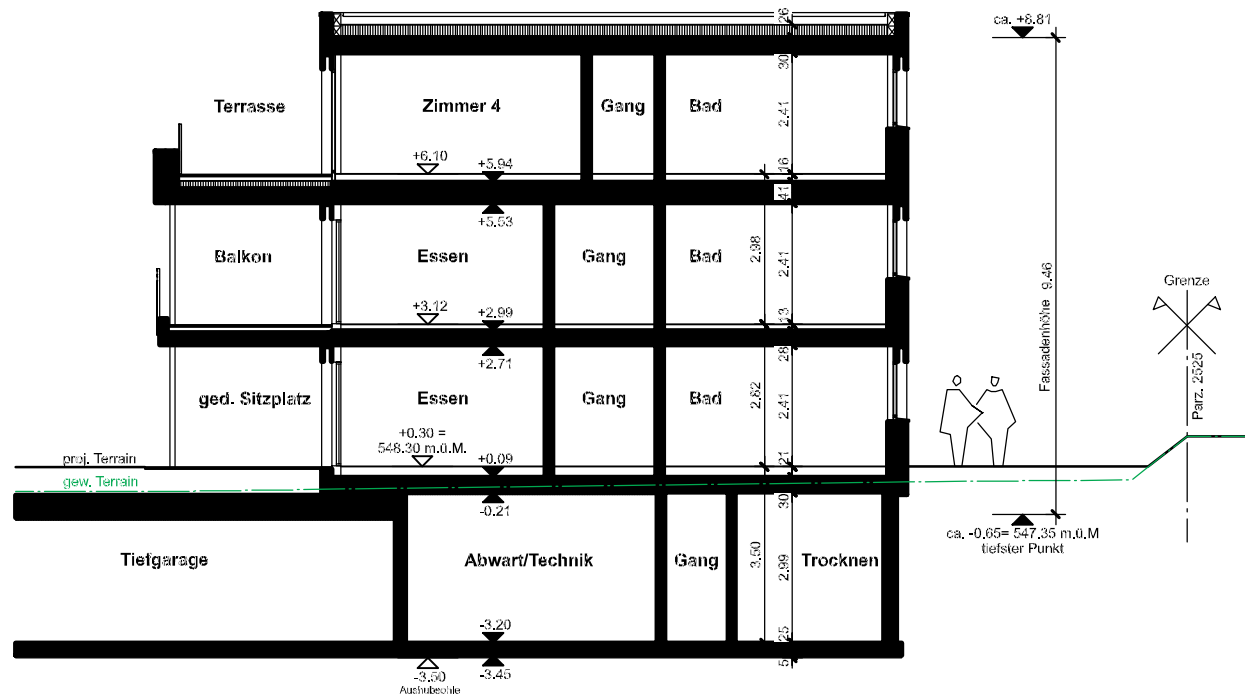 26
ca. +8.81
30
Terrasse
Zimmer 4
Gang
Bad
2.41
+6.10
+5.94
16
41
+5.53
Balkon
Essen
Gang
Bad
2.98
2.41
Fassadenhöhe 9.46
Grenze
+3.12
+2.99
13
+2.71
28
Parz. 2525
ged. Sitzplatz
Essen
Gang
Bad
2.82
2.41
+0.30 =
548.30 m.ü.M.
proj. Terrain
+0.09
21
gew. Terrain
-0.21
30
ca. -0.65= 547.35 m.ü.M
tiefster Punkt
Tiefgarage
Abwart/Technik
Gang
3.50
2.99
Trocknen
-3.20
25
5
-3.50
-3.45
Aushubsohle